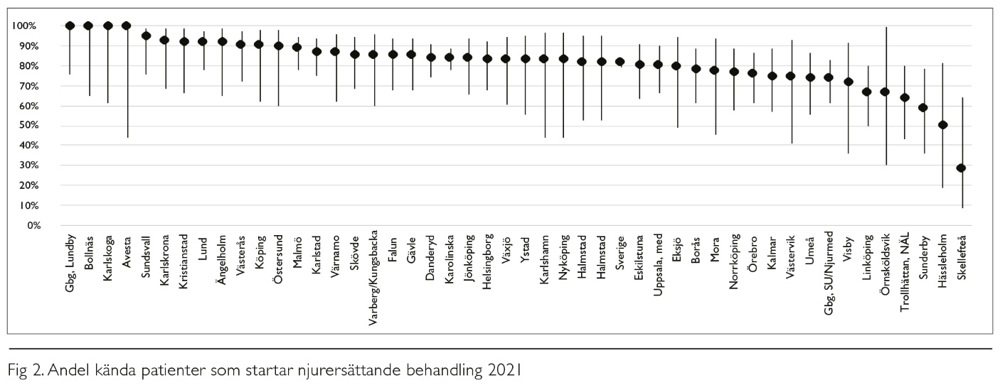 100%
90%
80%
70%
60%
50%
40%
30%
20%
10%
0%
Gbg, Lundby
Bollnäs
Karlskoga
Avesta
Sundsvall
Karlskrona
Kristianstad
Lund
Ängelholm
Västerås
Köping
Östersund
Malmö
Karlstad
Värnamo
Skövde
Varberg/Kungsbacka
Falun
Gävle
Danderyd
Karolinska
Jönköping
Helsingborg
Växjö
Ystad
Karlshamn
Nyköping
Halmstad
Halmstad
Sverige
Eskilstuna
Uppsala, med
Eksjö
Borås
Mora
Norrköping
Örebro
Kalmar
Västervik
Umeå
Gbg, SU/Njurmed
Visby
Linköping
Örnsköldsvik
Trollhättan, NÄL
Sunderby
Hässleholm
Skellefteå
Fig 2. Andel kända patienter som startar njurersättande behandling 2021